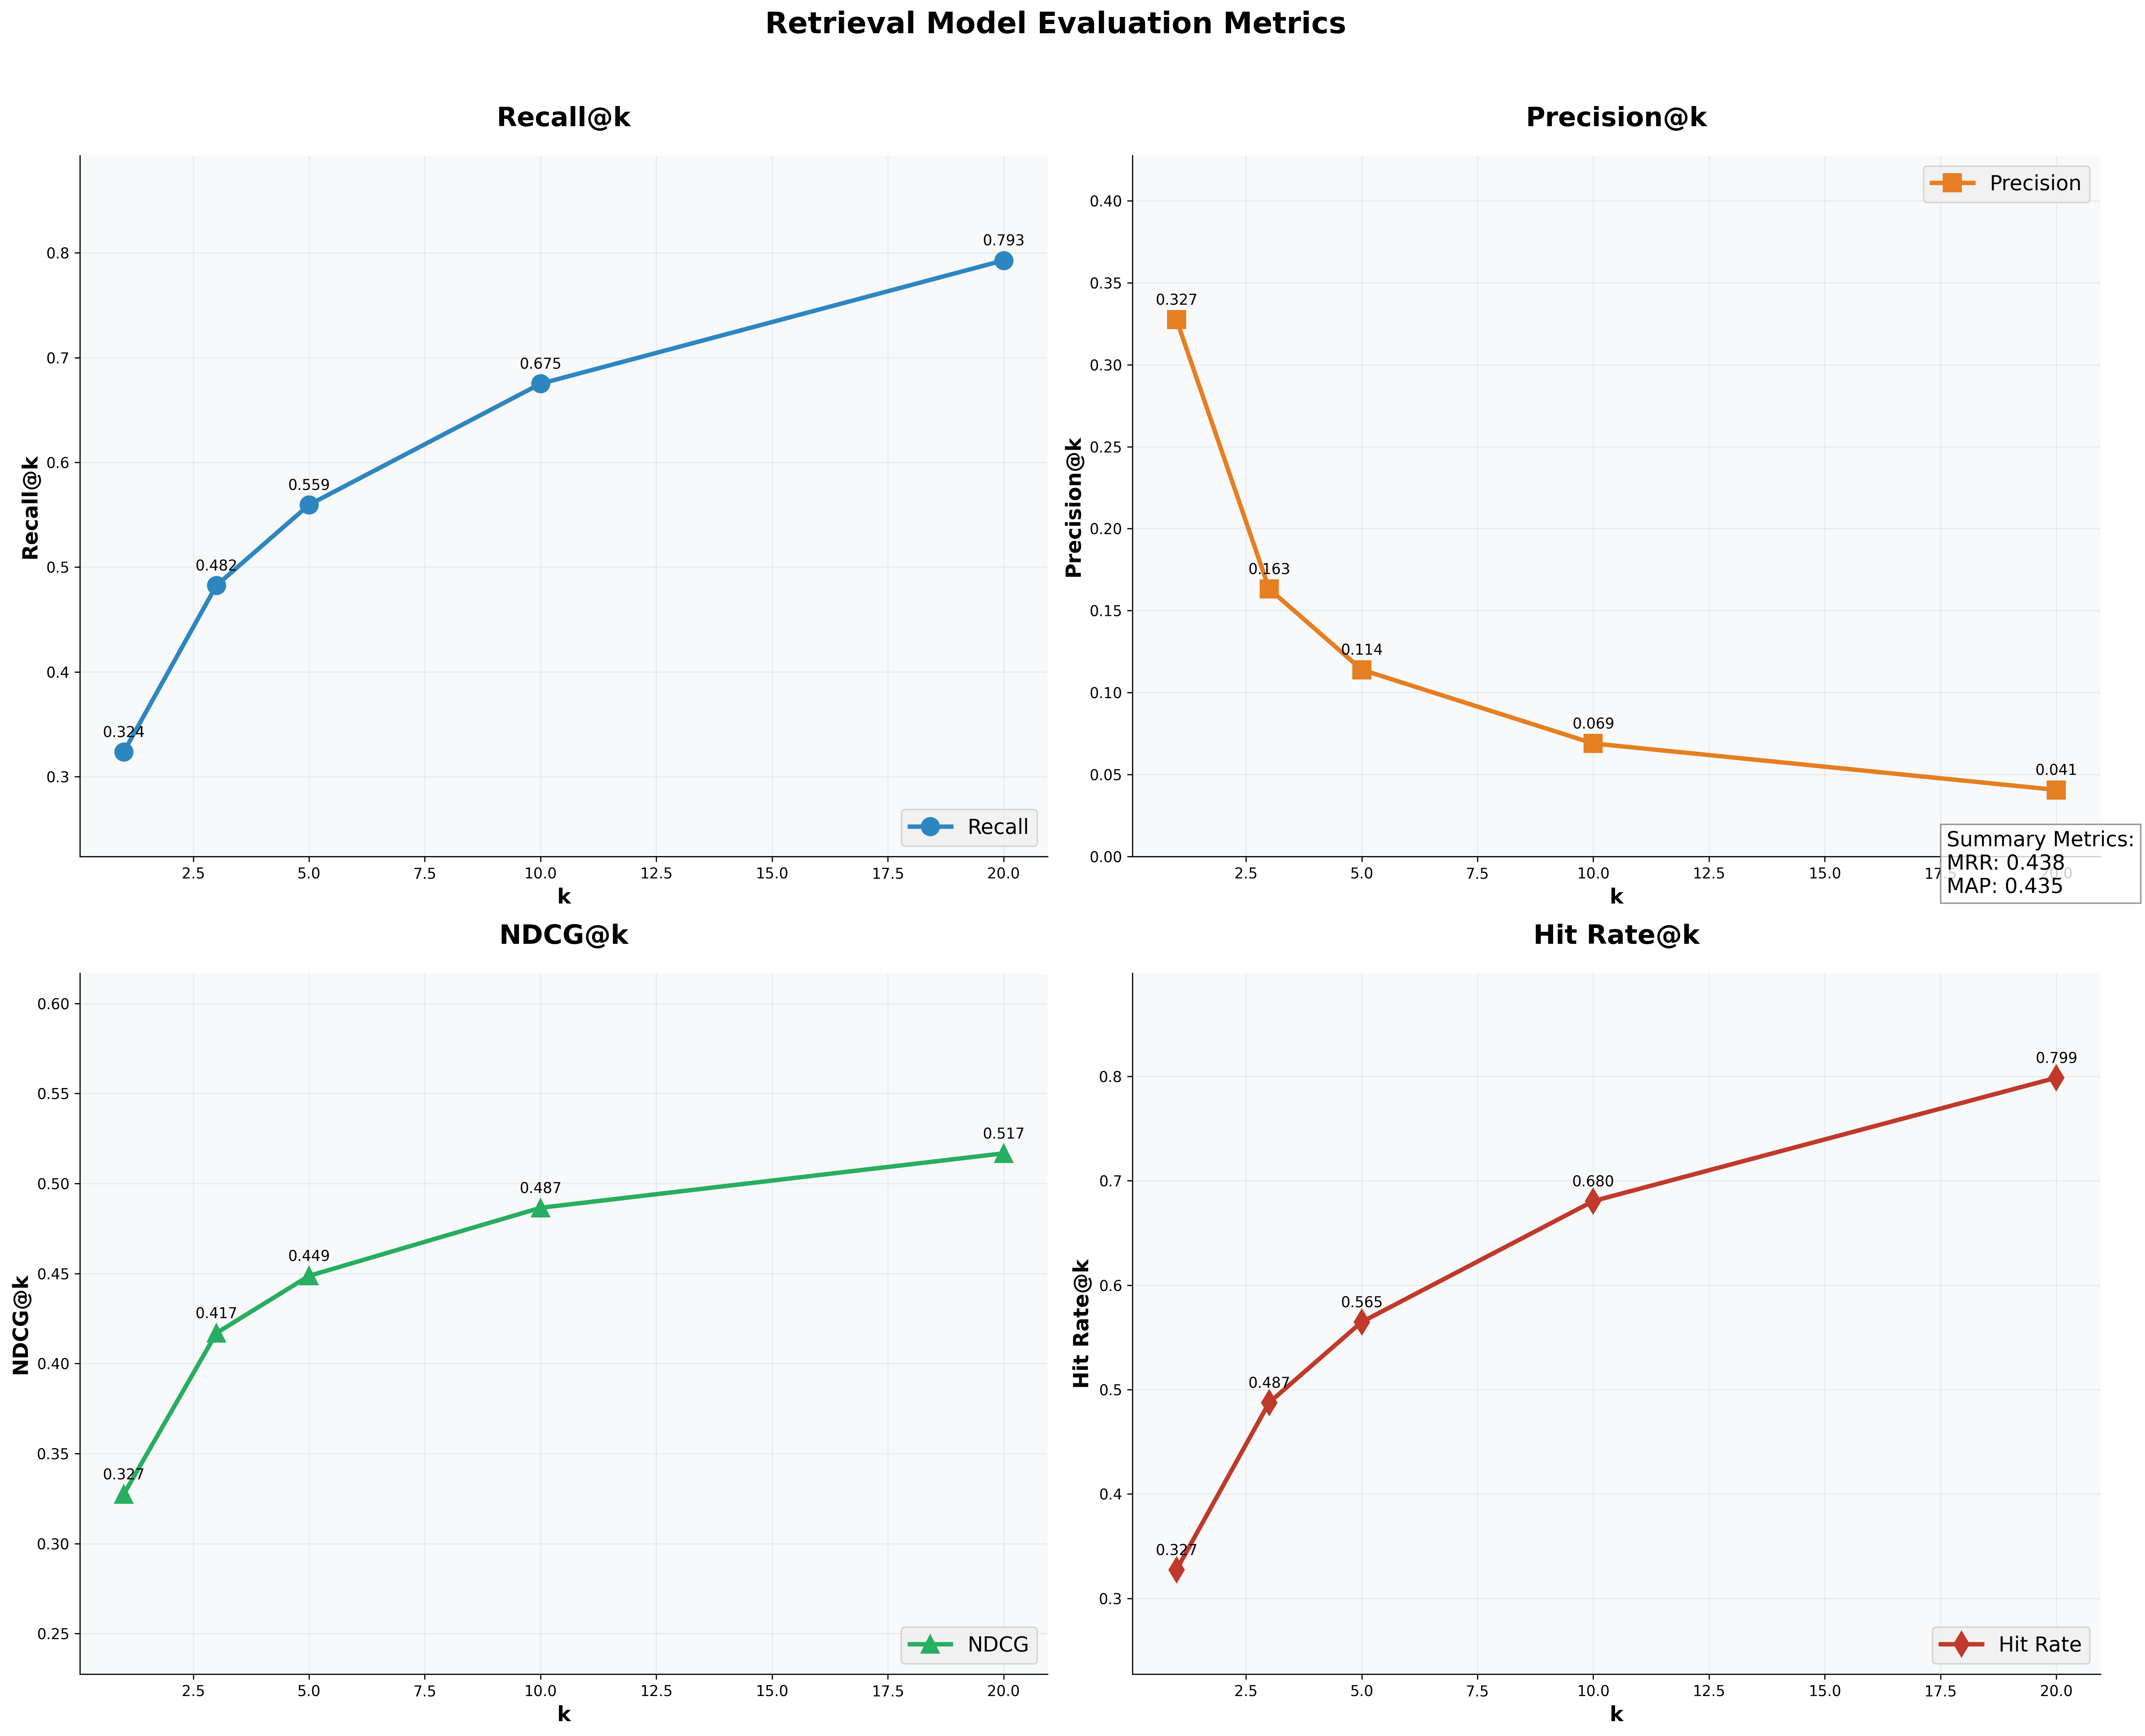 Retrieval Model Evaluation Metrics
Recall@k
Recall@k
0.8
0.7
0.6
0.5
0.4
0.3
0.324
0.482
0.559
0.675
0.793
Recall
2.5 5.0 7.5 10.0 12.5 15.0 17.5 20.0
k
Precision@k
Precision@k
0.40
0.35
0.30
0.25
0.20
0.15
0.10
0.05
0.00
0.327
0.163
0.114
0.069
0.041
Precision
2.5 5.0 7.5 10.0 12.5 15.0 17.5 20.0
k
Summary Metrics:
MRR: 0.438
MAP: 0.435
NDCG@k
NDCG@k
0.60
0.55
0.50
0.45
0.40
0.35
0.30
0.25
0.327
0.417
0.449
0.487
0.517
NDCG
2.5 5.0 7.5 10.0 12.5 15.0 17.5 20.0
k
Hit Rate@k
Hit Rate@k
0.8
0.7
0.6
0.5
0.4
0.3
0.327
0.487
0.565
0.680
0.799
Hit Rate
2.5 5.0 7.5 10.0 12.5 15.0 17.5 20.0
k